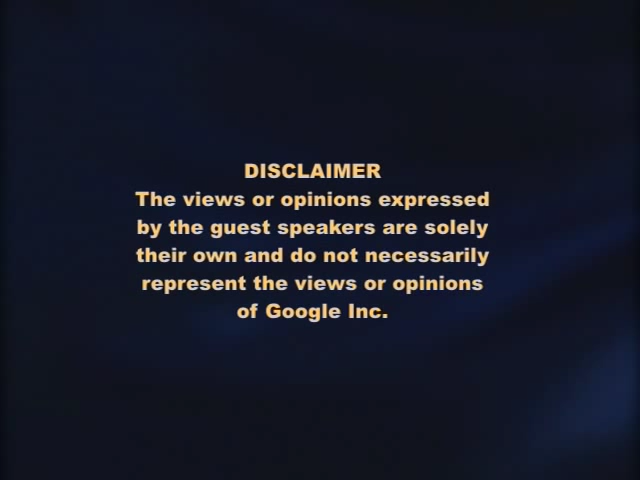 DISCLAIMER
The views or opinions expressed
by the guest speakers are solely
their own and do not necessarily
represent the views or opinions
of Google Inc.